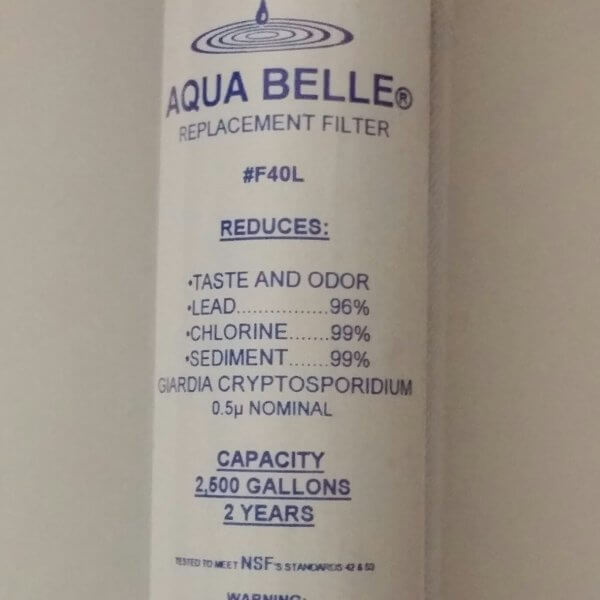 AQUA BELLE®
REPLACEMENT FILTER
#F40L
REDUCES:
•TASTE AND ODOR
•LEAD................96%
•CHLORINE.......99%
•SEDIMENT.......99%
GIARDIA CRYPTOSPORIDIUM
0.5µ NOMINAL
CAPACITY
2,500 GALLONS
2 YEARS
TESTED TO MEET NSF'S STANDARDS 42 & 53
WARNING: